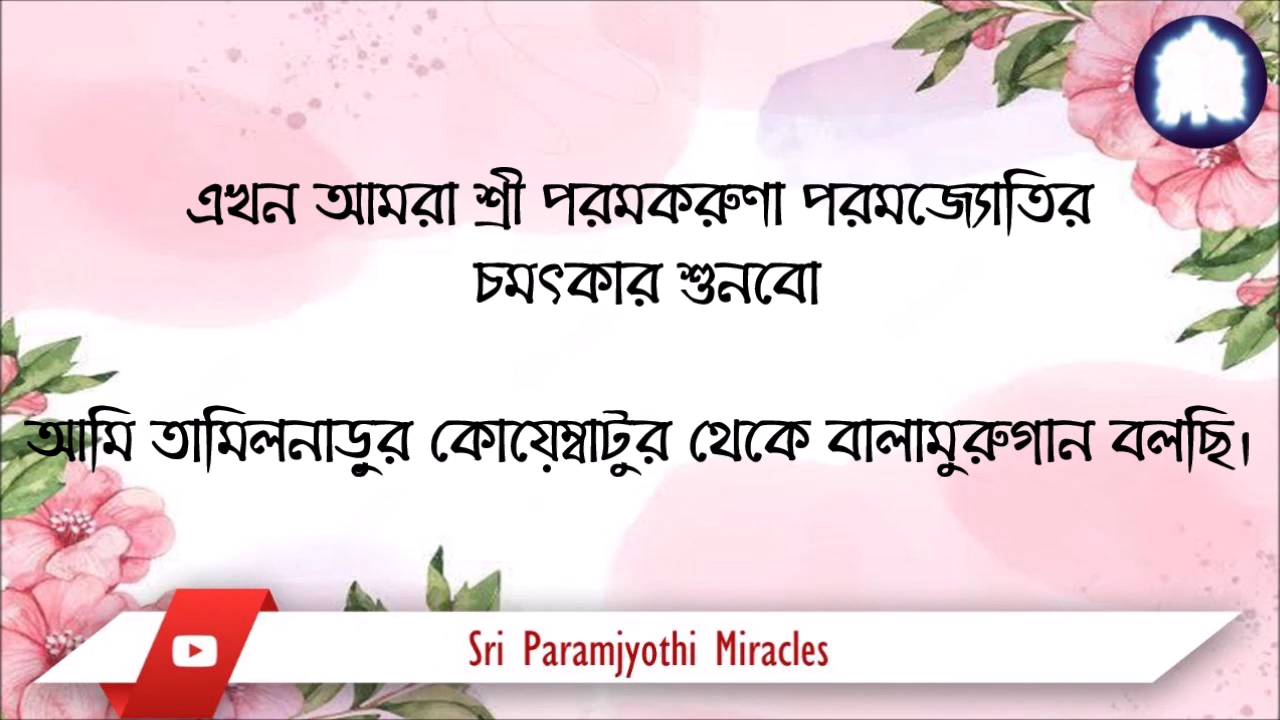 এখন আমরা শ্রী পরমকরুণা পরমজ্যোতির
চমৎকার শুনবো
আমি তামিলনাড়ুর কোয়েম্বাটুর থেকে বালামুরুগান বলছি।
Sri Paramjyothi Miracles